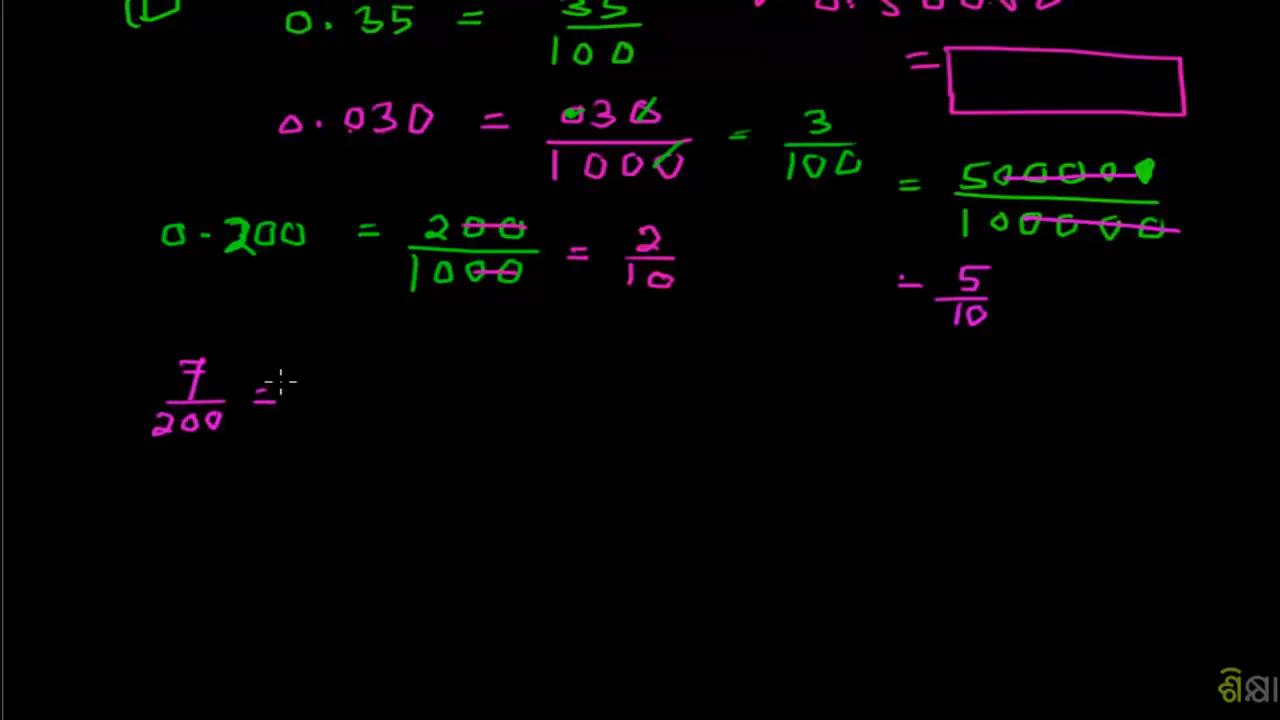 0.35 = 35/100
0.030 = 030/1000 = 3/100
0.200 = 200/1000 = 2/10
=
= 500000/100000
- 5/10
7/200 =
ଶିକ୍ଷା